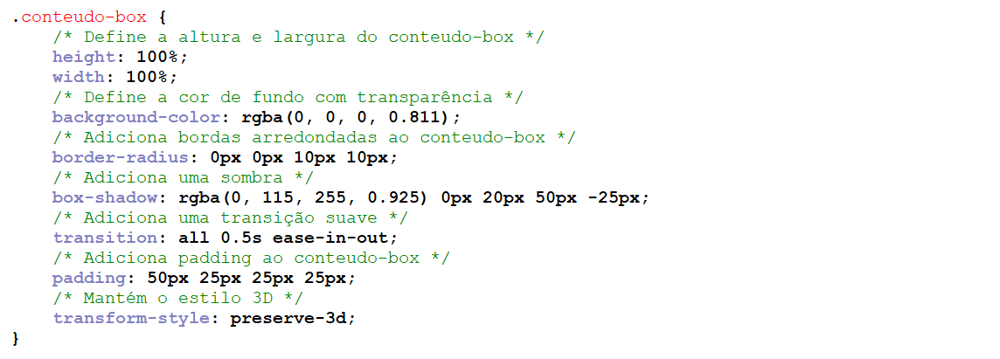 .conteudo-box {
    /* Define a altura e largura do conteudo-box */
    height: 100%;
    width: 100%;
    /* Define a cor de fundo com transparência */
    background-color: rgba(0, 0, 0, 0.811);
    /* Adiciona bordas arredondadas ao conteudo-box */
    border-radius: 0px 0px 10px 10px;
    /* Adiciona uma sombra */
    box-shadow: rgba(0, 115, 255, 0.925) 0px 20px 50px -25px;
    /* Adiciona uma transição suave */
    transition: all 0.5s ease-in-out;
    /* Adiciona padding ao conteudo-box */
    padding: 50px 25px 25px 25px;
    /* Mantém o estilo 3D */
    transform-style: preserve-3d;
}